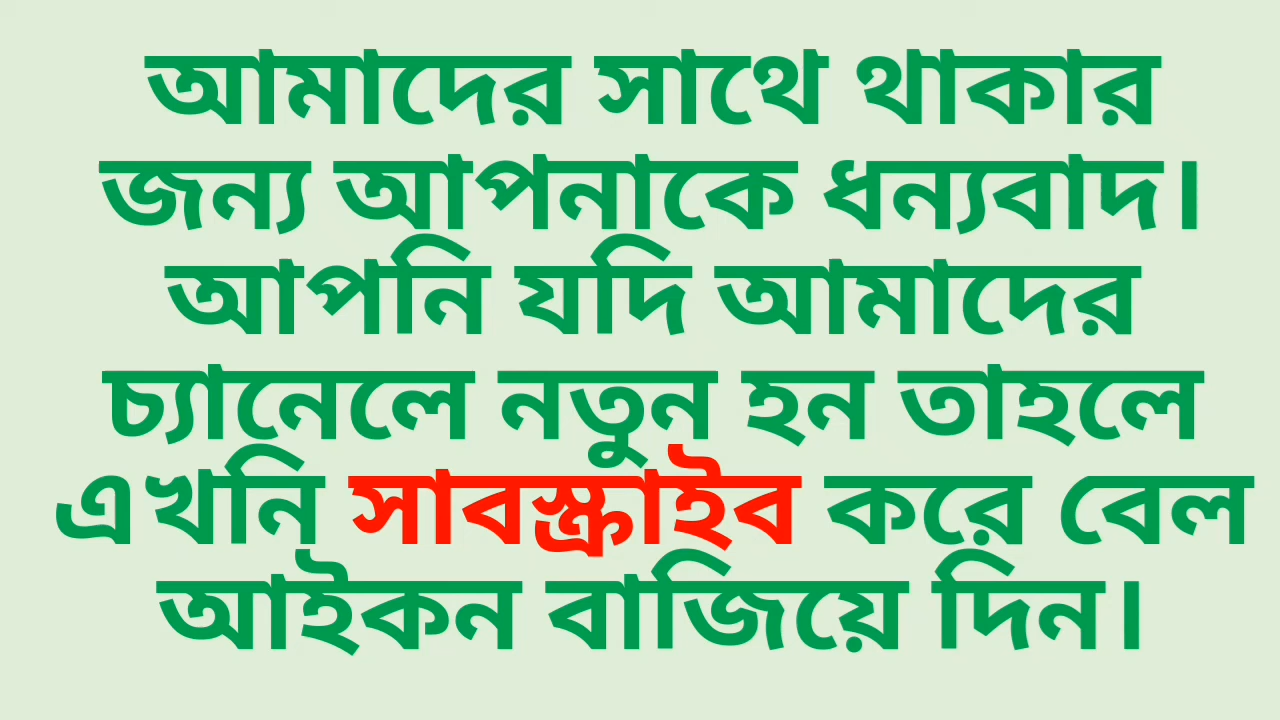 আমাদের সাথে থাকার
জন্য আপনাকে ধন্যবাদ।
আপনি যদি আমাদের
চ্যানেলে নতুন হন তাহলে
এখনি সাবস্ক্রাইব করে বেল
আইকন বাজিয়ে দিন।